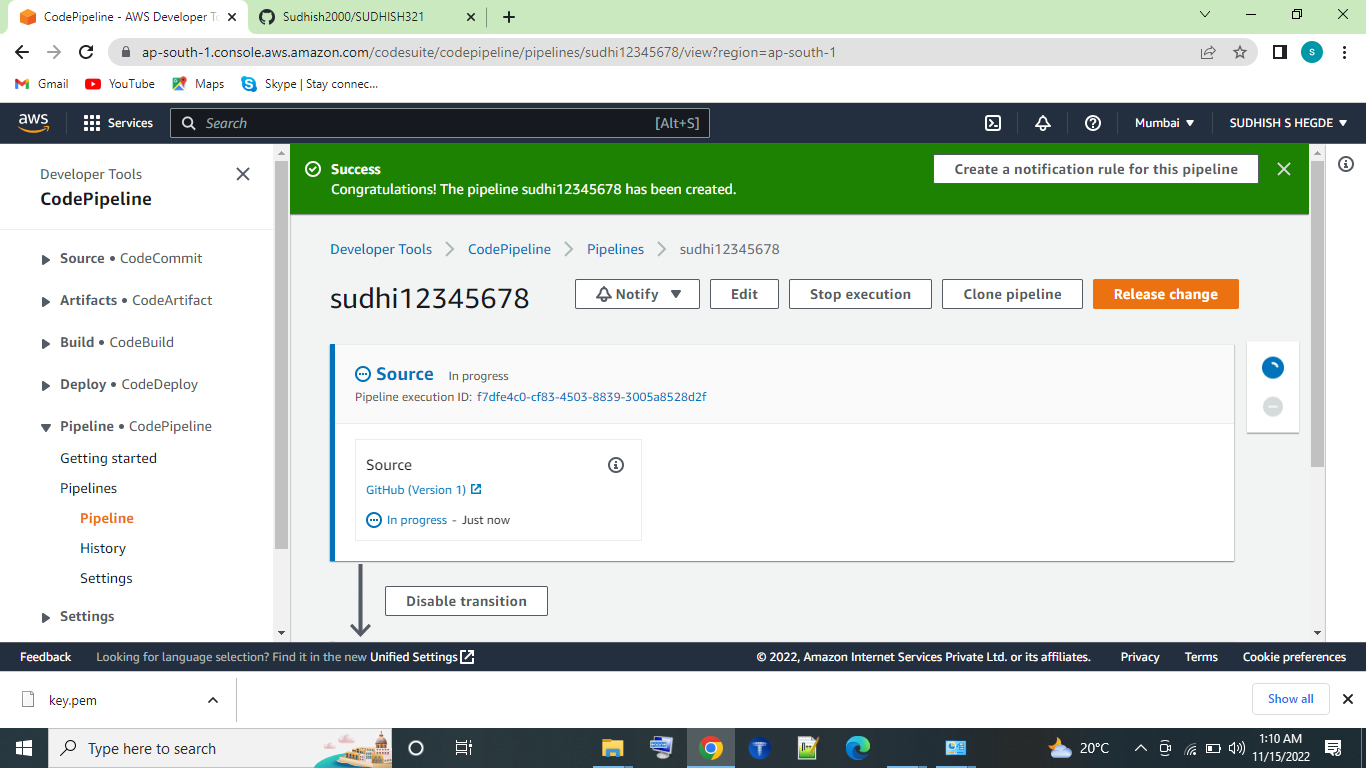 CodePipeline - AWS Developer To
Sudhish2000/SUDHISH321
ap-south-1.console.aws.amazon.com/codesuite/codepipeline/pipelines/sudhi12345678/view?region=ap-south-1
S
Gmail
YouTube
Maps
Skype | Stay connec...
aws
Services
Search
[Alt+S]
Mumbai
SUDHISH S HEGDE
Developer Tools
CodePipeline
Source • CodeCommit
Artifacts • CodeArtifact
Build • CodeBuild
Deploy • CodeDeploy
Pipeline • CodePipeline
Getting started
Pipelines
Pipeline
History
Settings
Settings
Success
Congratulations! The pipeline sudhi12345678 has been created.
Create a notification rule for this pipeline
Developer Tools
CodePipeline
Pipelines
sudhi12345678
sudhi12345678
Notify
Edit
Stop execution
Clone pipeline
Release change
Source In progress
Pipeline execution ID: f7dfe4c0-cf83-4503-8839-3005a8528d2f
Source
GitHub (Version 1)
In progress - Just now
Disable transition
Feedback
Looking for language selection? Find it in the new Unified Settings
© 2022, Amazon Internet Services Private Ltd. or its affiliates.
Privacy
Terms
Cookie preferences
key.pem
Show all
Type here to search
20°C
1:10 AM
11/15/2022